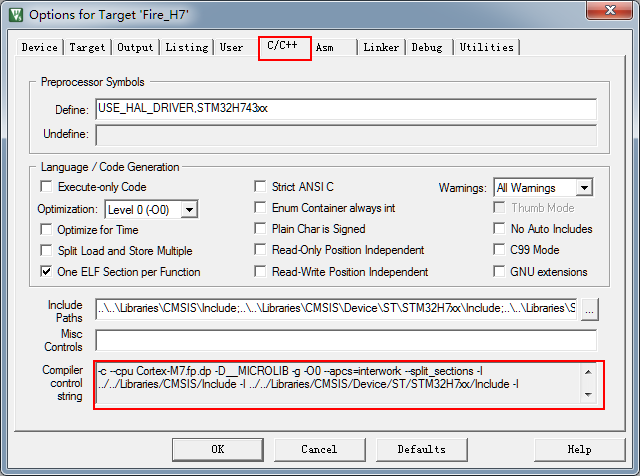 Options for Target 'Fire_H7'
Device Target Output Listing User C/C++ Asm Linker Debug Utilities
Preprocessor Symbols
Define: USE_HAL_DRIVER,STM32H743xx
Undefine:
Language / Code Generation
Execute-only Code Strict ANSI C Warnings: All Warnings
Optimization: Level 0 (-O0) Enum Container always int Thumb Mode
Optimize for Time Plain Char is Signed No Auto Includes
Split Load and Store Multiple Read-Only Position Independent C99 Mode
One ELF Section per Function Read-Write Position Independent GNU extensions
Include Paths ..\..\Libraries\CMSIS\Include;..\..\Libraries\CMSIS\Device\ST\STM32H7xx\Include;..\..\Libraries\S ...
Misc Controls
Compiler control string -c --cpu Cortex-M7.fp.dp -D__MICROLIB -g -O0 --apcs=interwork --split_sections -I
../../Libraries/CMSIS/Include -I ../../Libraries/CMSIS/Device/ST/STM32H7xx/Include -I
OK Cancel Defaults Help